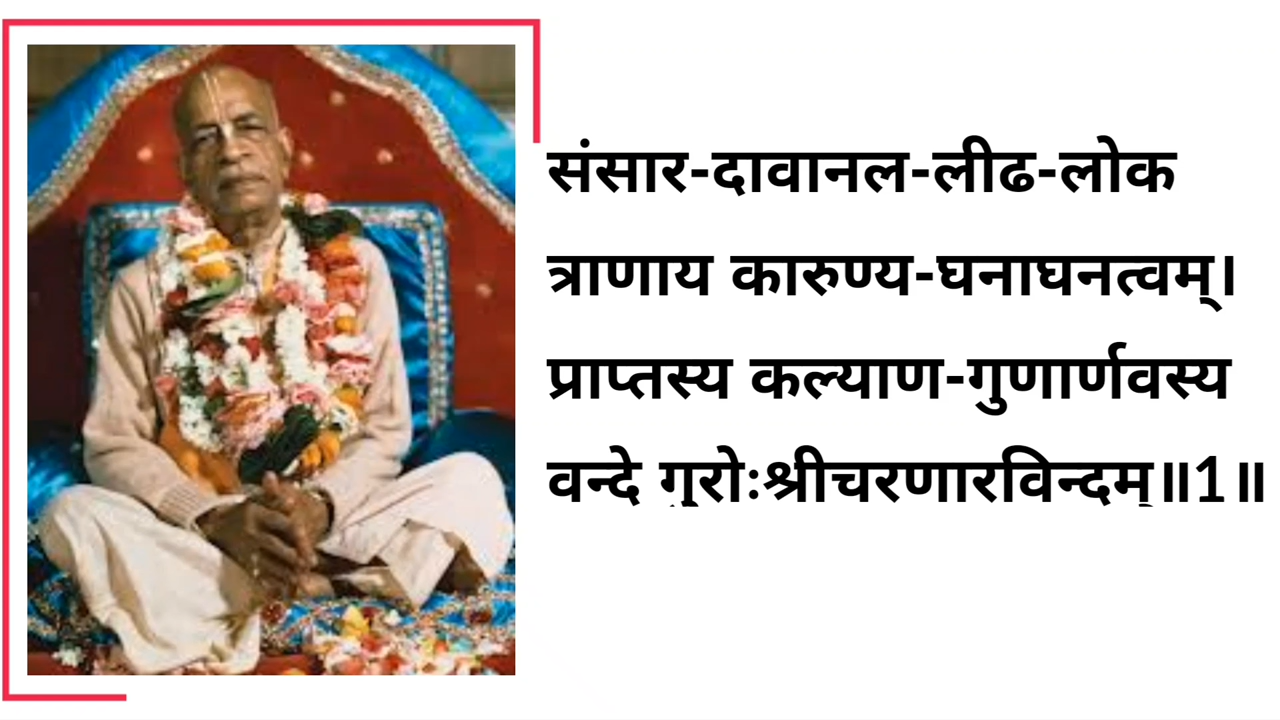 संसार-दावानल-लीढ-लोक
त्राणाय कारुण्य-घनाघनत्वम्।
प्राप्तस्य कल्याण-गुणार्णवस्य
वन्दे गुरोःश्रीचरणारविन्दम्॥1॥